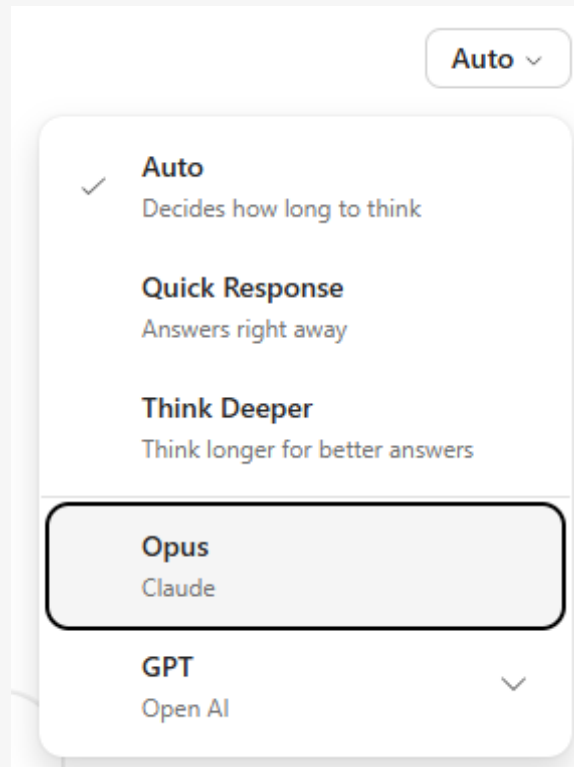 Auto
Auto
Decides how long to think
Quick Response
Answers right away
Think Deeper
Think longer for better answers
Opus
Claude
GPT
Open AI